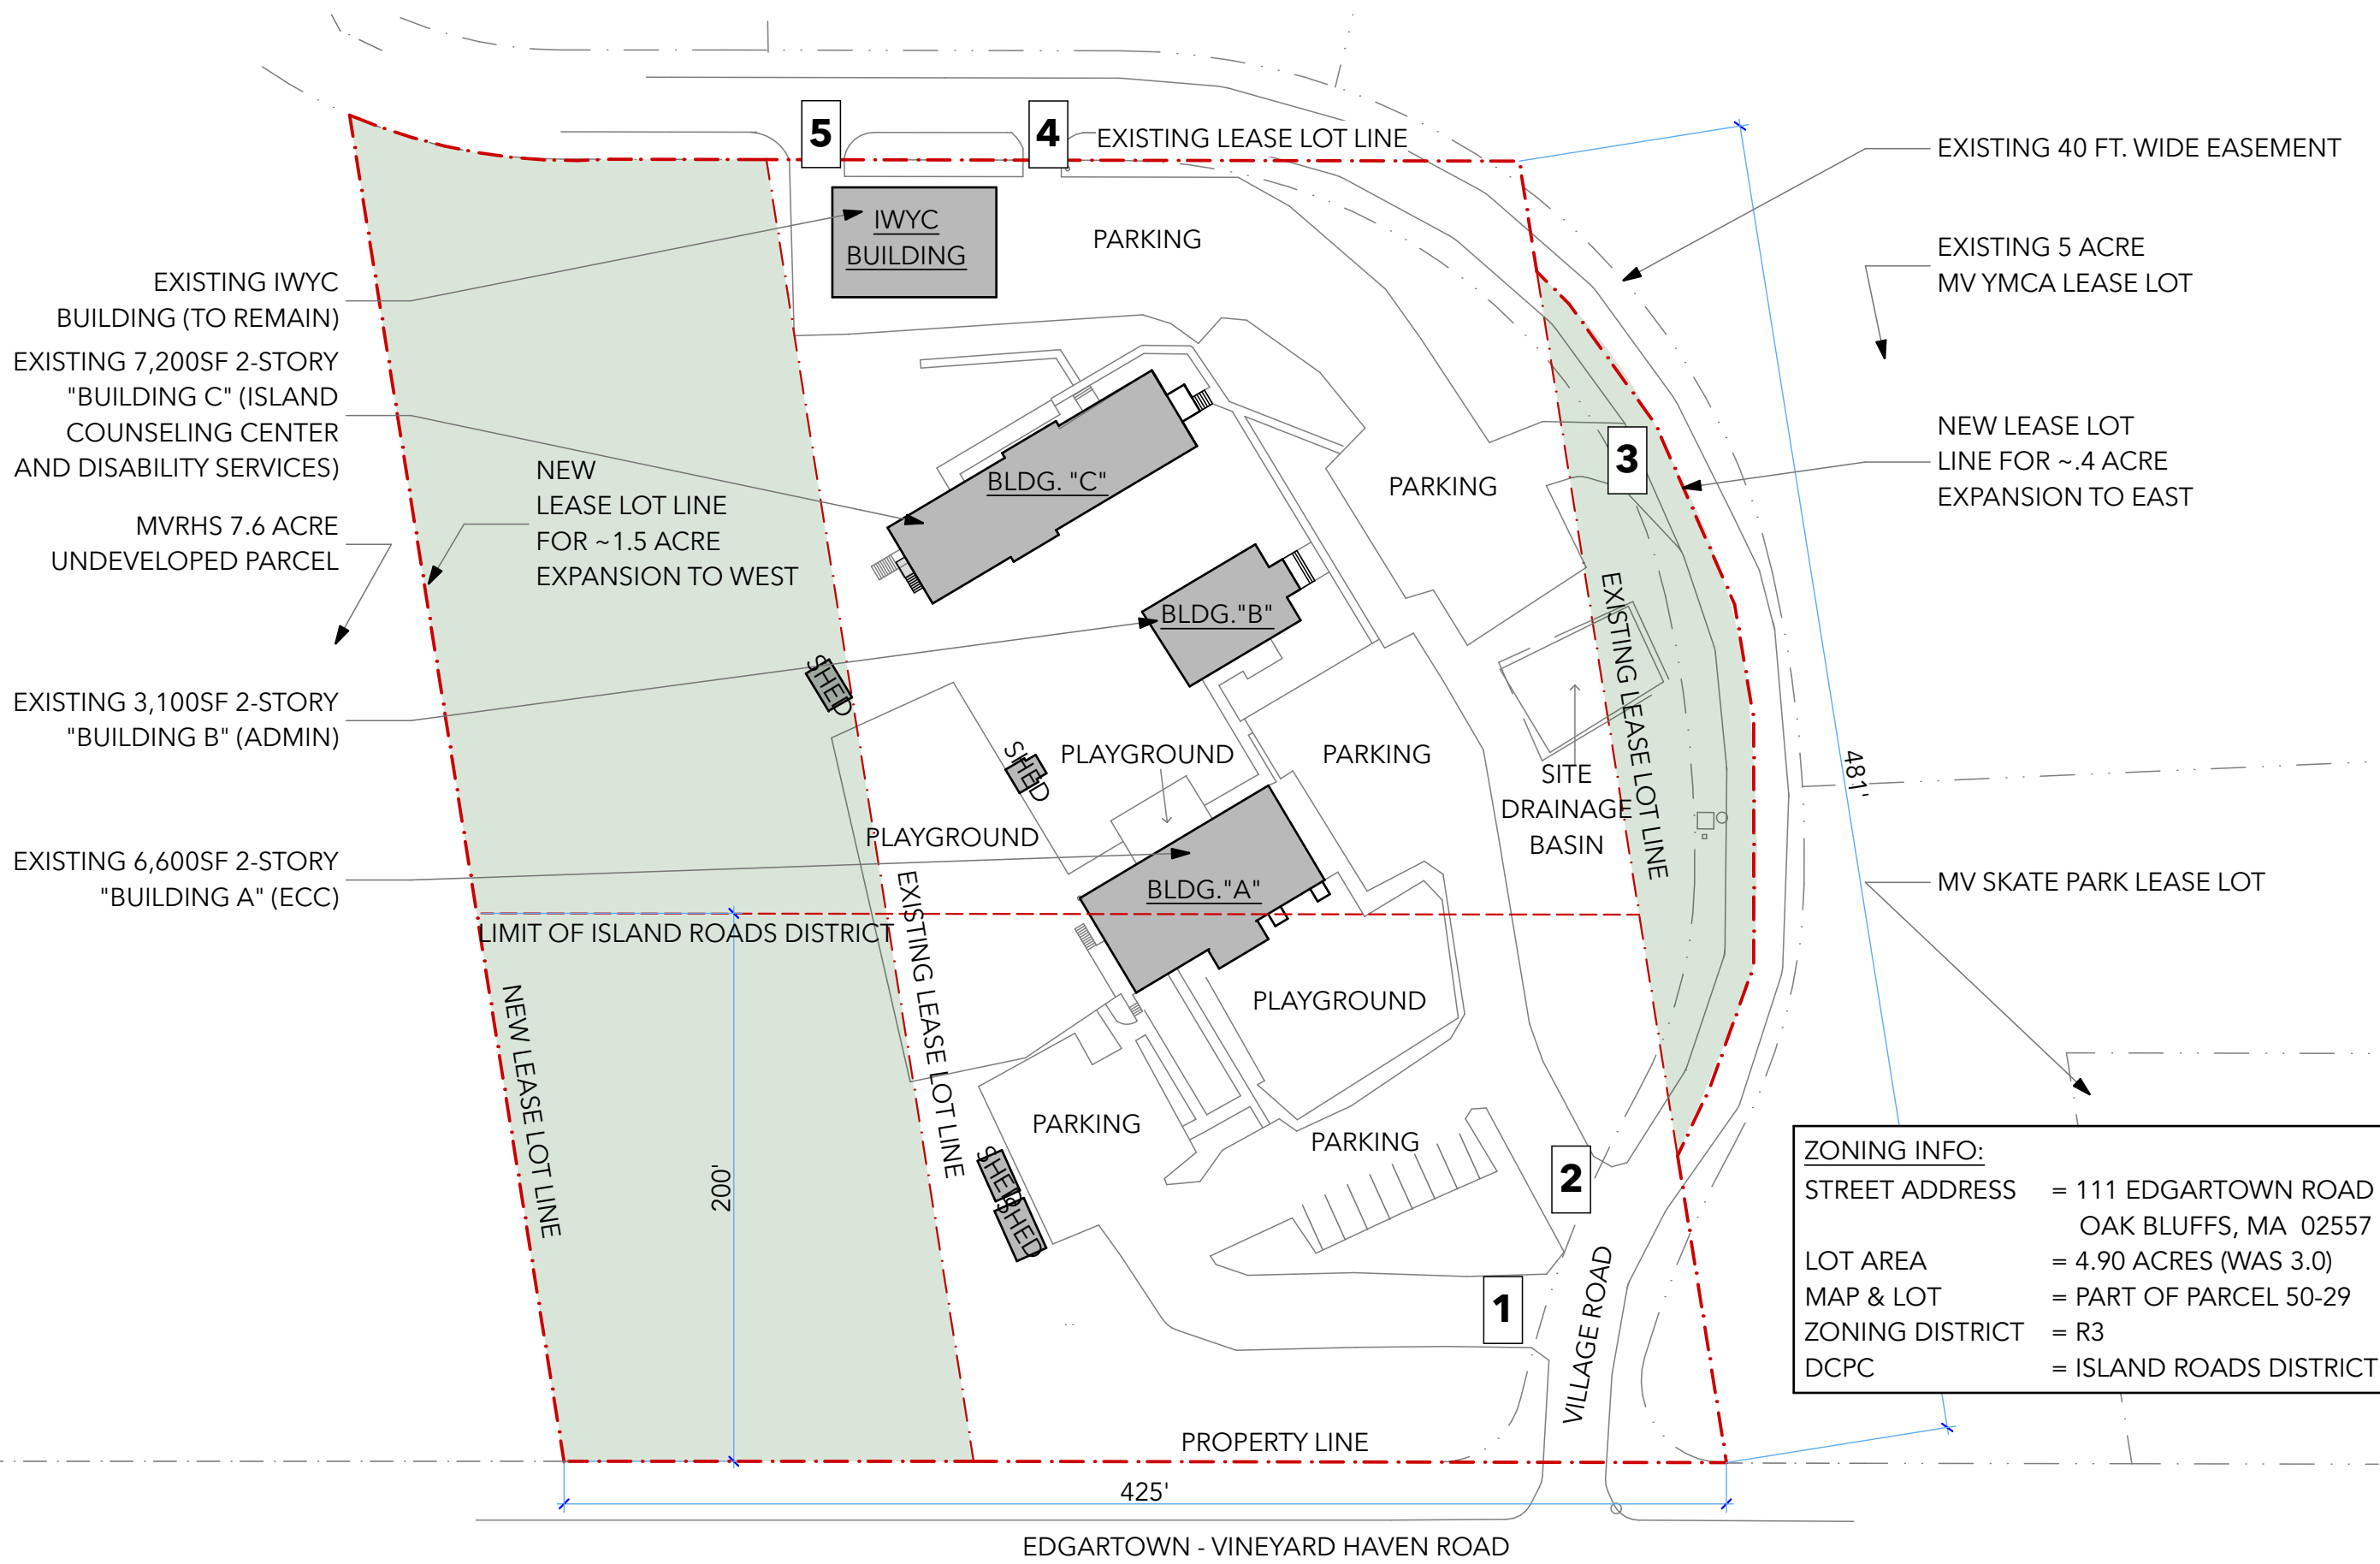 5
4
EXISTING LEASE LOT LINE
EXISTING 40 FT. WIDE EASEMENT
IWYC
BUILDING
PARKING
EXISTING 5 ACRE
MV YMCA LEASE LOT
EXISTING IWYC
BUILDING (TO REMAIN)
EXISTING 7,200SF 2-STORY
"BUILDING C" (ISLAND
COUNSELING CENTER
AND DISABILITY SERVICES)
NEW
LEASE LOT LINE
FOR ~1.5 ACRE
EXPANSION TO WEST
BLDG. "C"
PARKING
3
NEW LEASE LOT
LINE FOR ~.4 ACRE
EXPANSION TO EAST
MVRHS 7.6 ACRE
UNDEVELOPED PARCEL
BLDG."B"
EXISTING LEASE LOT LINE
SHED
EXISTING 3,100SF 2-STORY
"BUILDING B" (ADMIN)
SHED
PLAYGROUND
PARKING
SITE
DRAINAGE
BASIN
481'
PLAYGROUND
EXISTING 6,600SF 2-STORY
"BUILDING A" (ECC)
BLDG."A"
MV SKATE PARK LEASE LOT
LIMIT OF ISLAND ROADS DISTRICT
EXISTING LEASE LOT LINE
NEW LEASE LOT LINE
PLAYGROUND
PARKING
PARKING
200'
SHED
SHED
2
1
VILLAGE ROAD
ZONING INFO:
STREET ADDRESS = 111 EDGARTOWN ROAD
OAK BLUFFS, MA 02557
LOT AREA = 4.90 ACRES (WAS 3.0)
MAP & LOT = PART OF PARCEL 50-29
ZONING DISTRICT = R3
DCPC = ISLAND ROADS DISTRICT
PROPERTY LINE
425'
EDGARTOWN - VINEYARD HAVEN ROAD